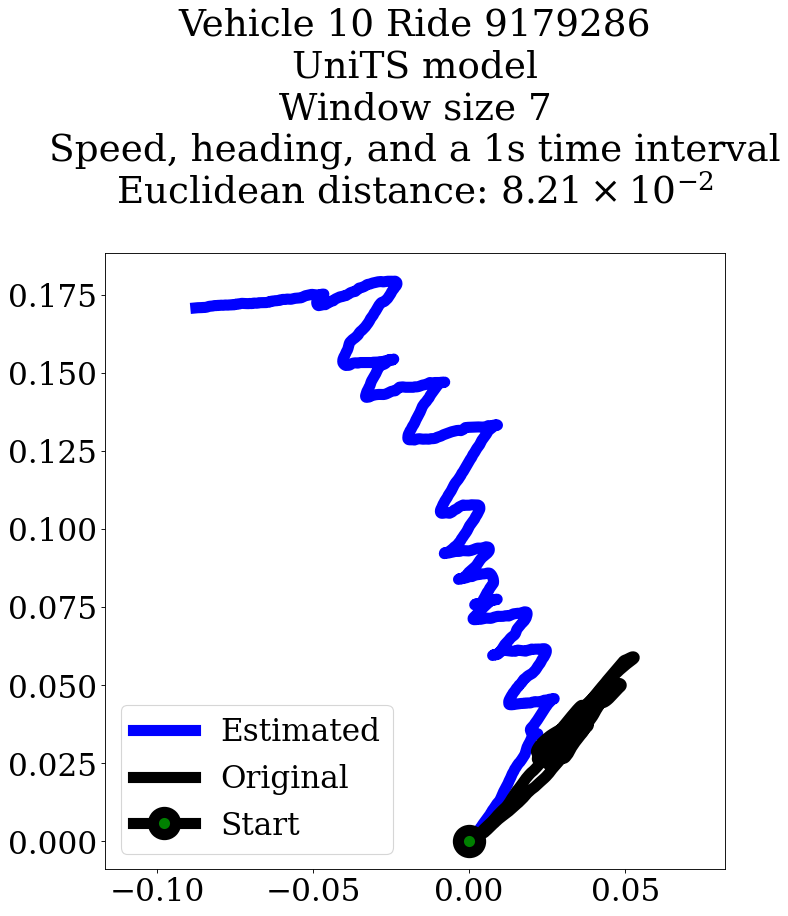 Vehicle 10 Ride 9179286
UniTS model
Window size 7
Speed, heading, and a 1s time interval
Euclidean distance: 8.21 × 10⁻²
0.175
0.150
0.125
0.100
0.075
0.050
0.025
0.000
Estimated
Original
Start
−0.10 −0.05 0.00 0.05